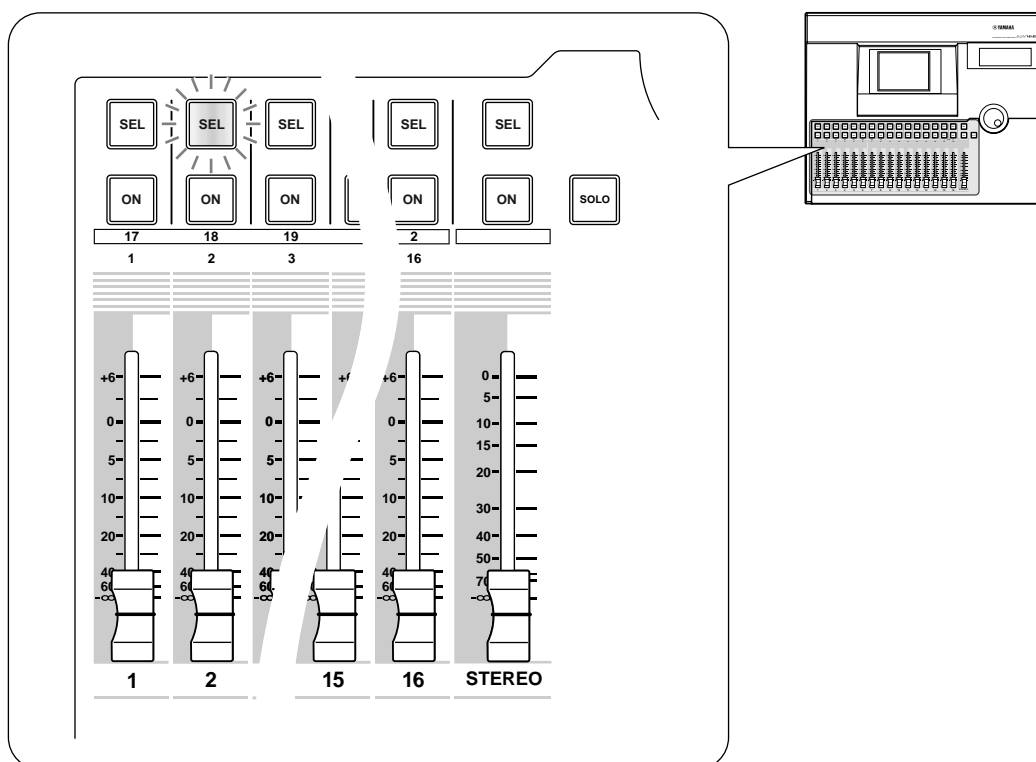 YAMAHA
SEL SEL SEL SEL SEL
ON ON ON ON ON SOLO
17 18 19 2
1 2 3 16
+6 +6 +6 +6 +6 0
5
0 0 0 0 10
15
5 5 5 5 20
10 10 10 10 30
20 20 20 20 40
50
40 40 40 40 70
60 60 60 60
-∞ -∞ -∞ -∞ -∞
1 2 15 16 STEREO